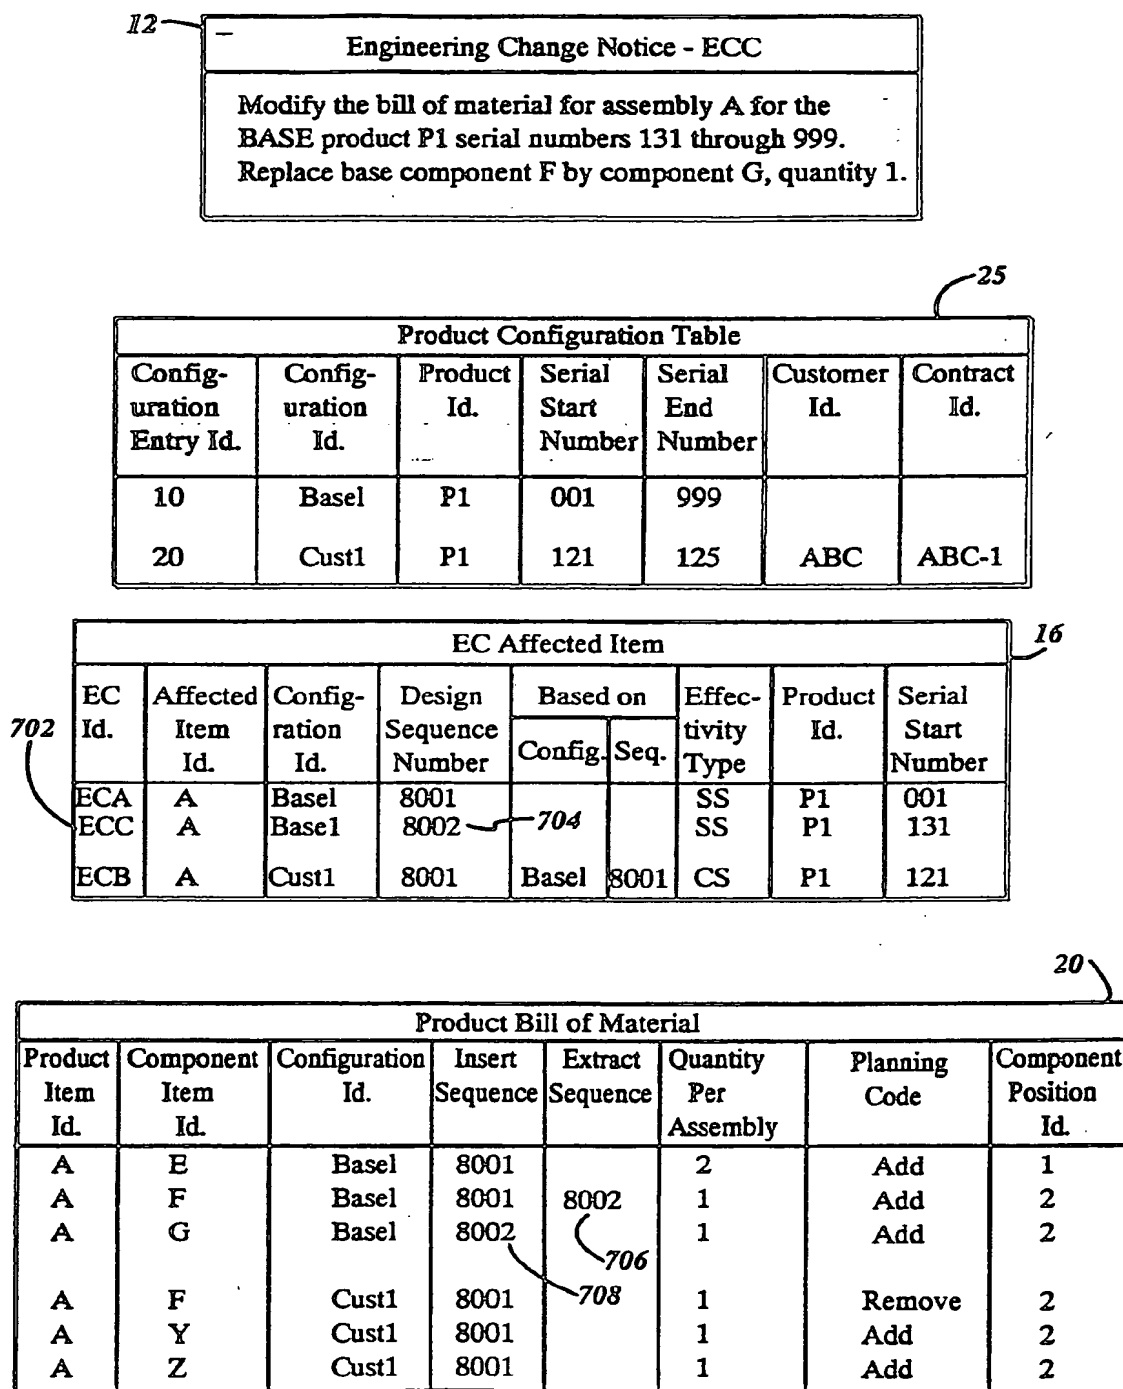 12
Engineering Change Notice - ECC
Modify the bill of material for assembly A for the
BASE product P1 serial numbers 131 through 999.
Replace base component F by component G, quantity 1.
25
Product Configuration Table
Config- Config- Product Serial Serial Customer Contract
uration uration Id. Start End Id. Id.
Entry Id. Id. Number Number
10 Basel P1 001 999
20 Cust1 P1 121 125 ABC ABC-1
16
EC Affected Item
EC Affected Config- Design Based on Effec- Product Serial
702 Id. Item ration Sequence Config. Seq. tivity Id. Start
Id. Id. Number Type Number
ECA A Basel 8001 SS P1 001
ECC A Base1 8002 704 SS P1 131
ECB A Cust1 8001 Basel 8001 CS P1 121
20
Product Bill of Material
Product Component Configuration Insert Extract Quantity Planning Component
Item Item Id. Sequence Sequence Per Code Position
Id. Id. Assembly Id.
A E Basel 8001 2 Add 1
A F Basel 8001 8002 1 Add 2
A G Basel 8002 1 Add 2
706
708
A F Cust1 8001 1 Remove 2
A Y Cust1 8001 1 Add 2
A Z Cust1 8001 1 Add 2